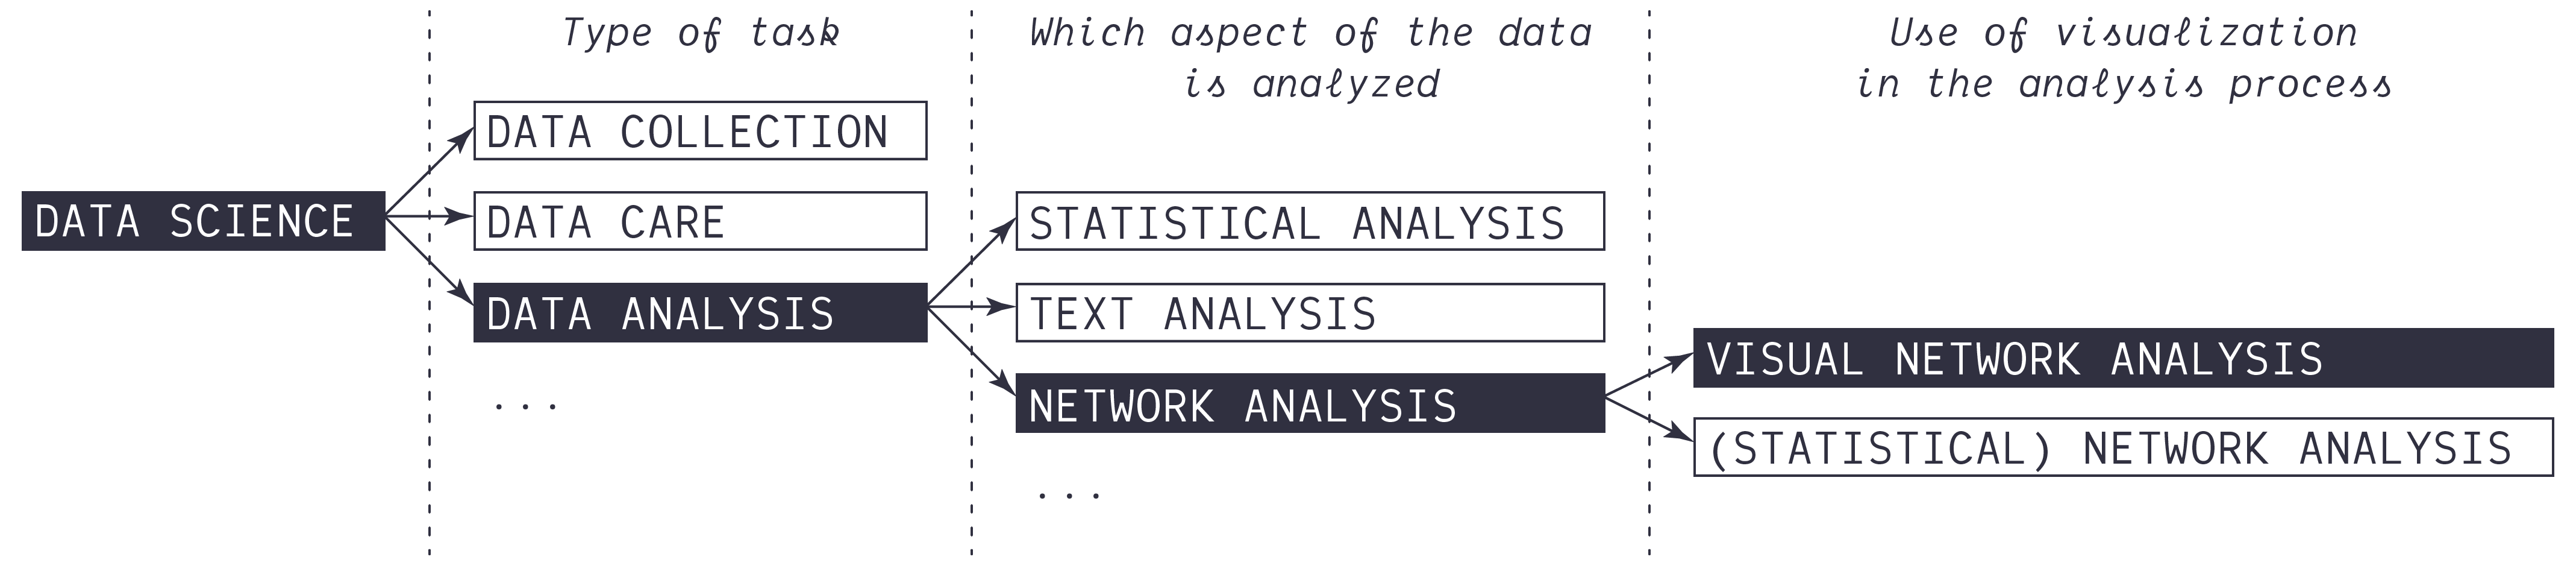 Type of task
Which aspect of the data
is analyzed
Use of visualization
in the analysis process
DATA SCIENCE
DATA COLLECTION
DATA CARE
DATA ANALYSIS
...
STATISTICAL ANALYSIS
TEXT ANALYSIS
NETWORK ANALYSIS
...
VISUAL NETWORK ANALYSIS
(STATISTICAL) NETWORK ANALYSIS